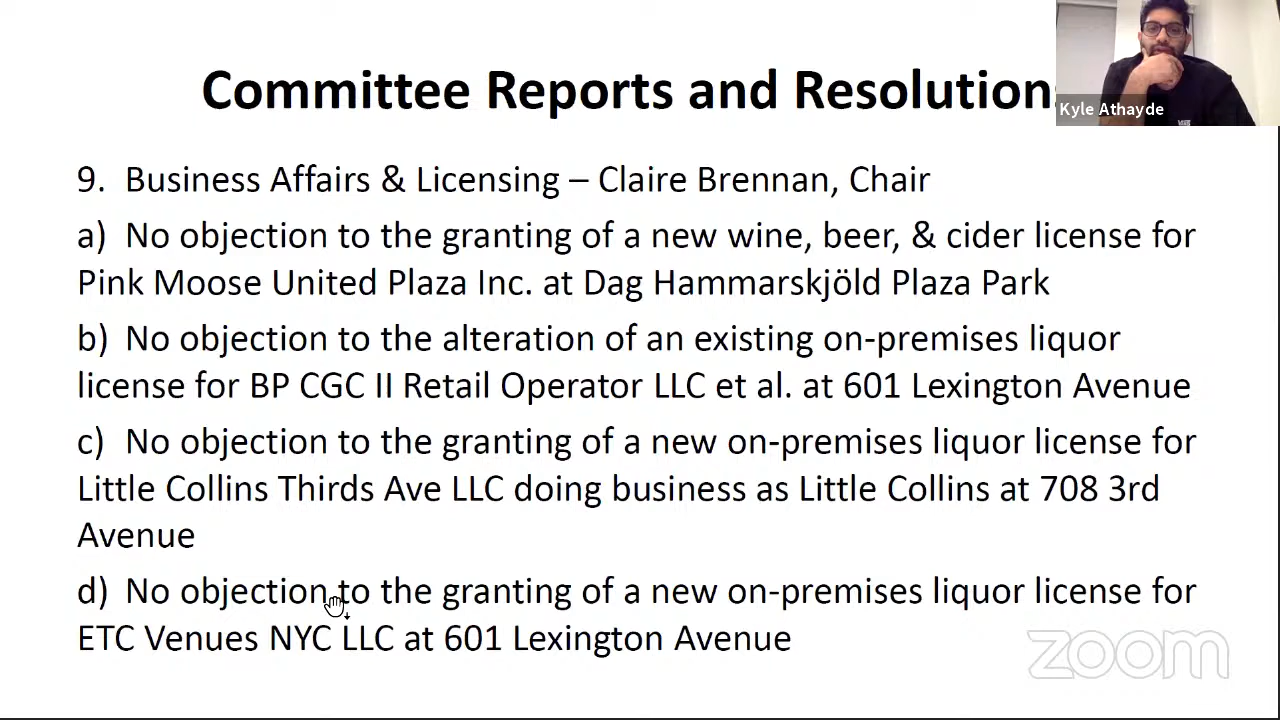 Committee Reports and Resolution
Kyle Athayde
9. Business Affairs & Licensing – Claire Brennan, Chair
a) No objection to the granting of a new wine, beer, & cider license for
Pink Moose United Plaza Inc. at Dag Hammarskjöld Plaza Park
b) No objection to the alteration of an existing on-premises liquor
license for BP CGC II Retail Operator LLC et al. at 601 Lexington Avenue
c) No objection to the granting of a new on-premises liquor license for
Little Collins Thirds Ave LLC doing business as Little Collins at 708 3rd
Avenue
d) No objection to the granting of a new on-premises liquor license for
ETC Venues NYC LLC at 601 Lexington Avenue
zoom